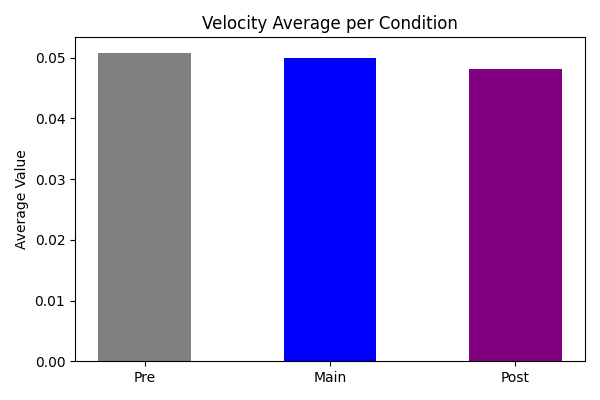 Velocity Average per Condition
Average Value
0.05
0.04
0.03
0.02
0.01
0.00
Pre
Main
Post